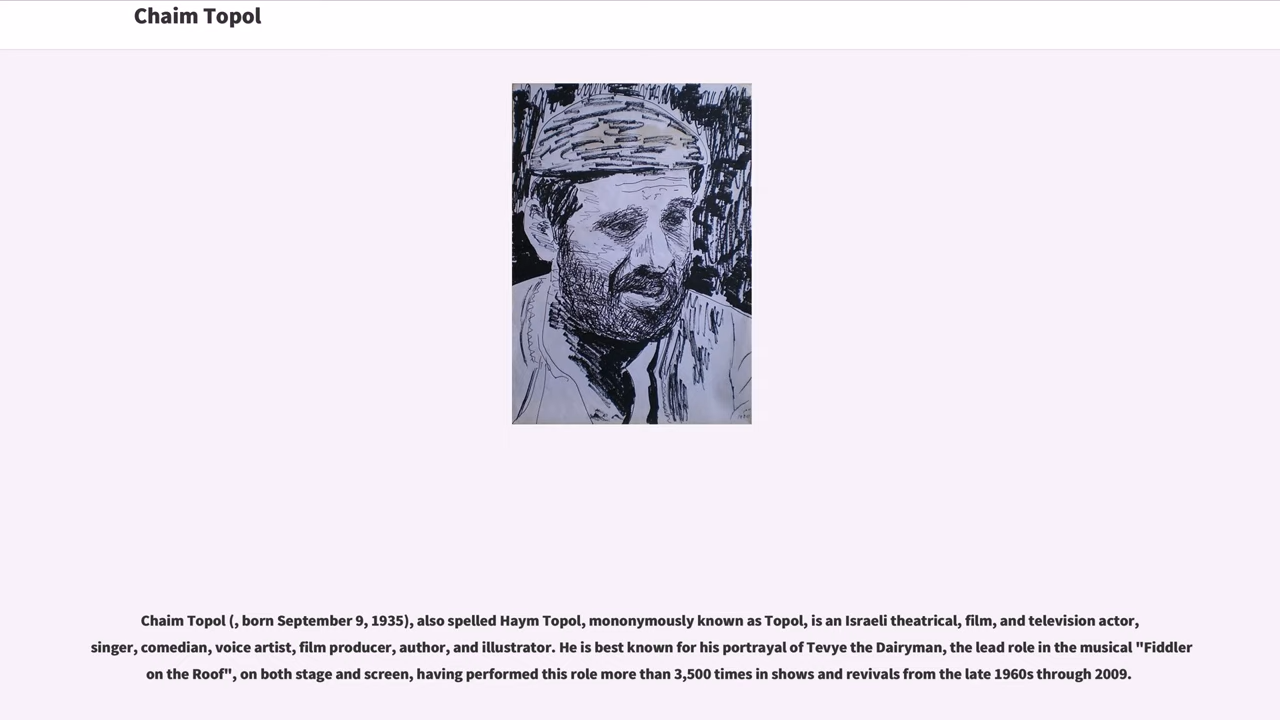 Chaim Topol
Chaim Topol (, born September 9, 1935), also spelled Haym Topol, mononymously known as Topol, is an Israeli theatrical, film, and television actor,
singer, comedian, voice artist, film producer, author, and illustrator. He is best known for his portrayal of Tevye the Dairyman, the lead role in the musical "Fiddler
on the Roof", on both stage and screen, having performed this role more than 3,500 times in shows and revivals from the late 1960s through 2009.